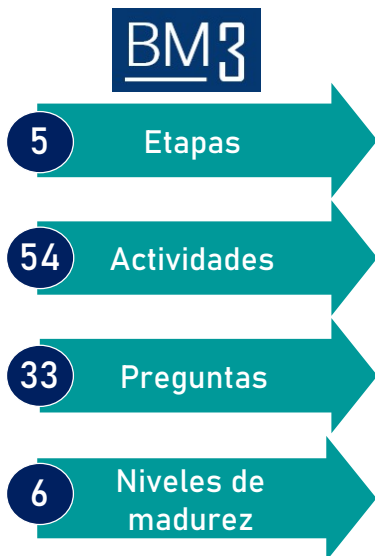 BM3
5
Etapas
54
Actividades
33
Preguntas
6
Niveles de
madurez